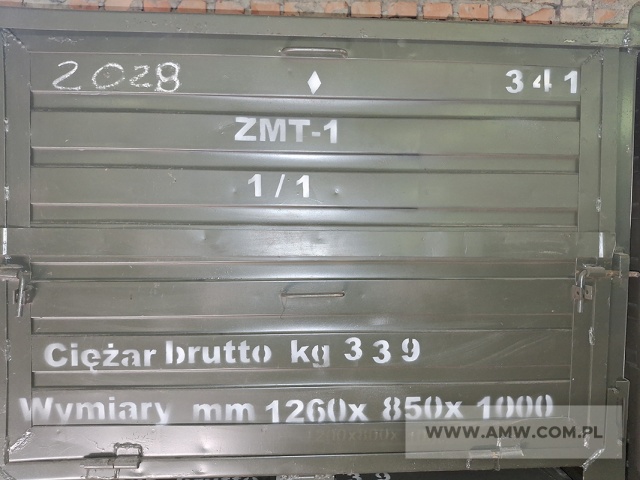 2028 ♦ 341
ZMT-1
1/1
Ciężar brutto kg 339
Wymiary mm 1260x 850x 1000
WWW.AMW.COM.PL